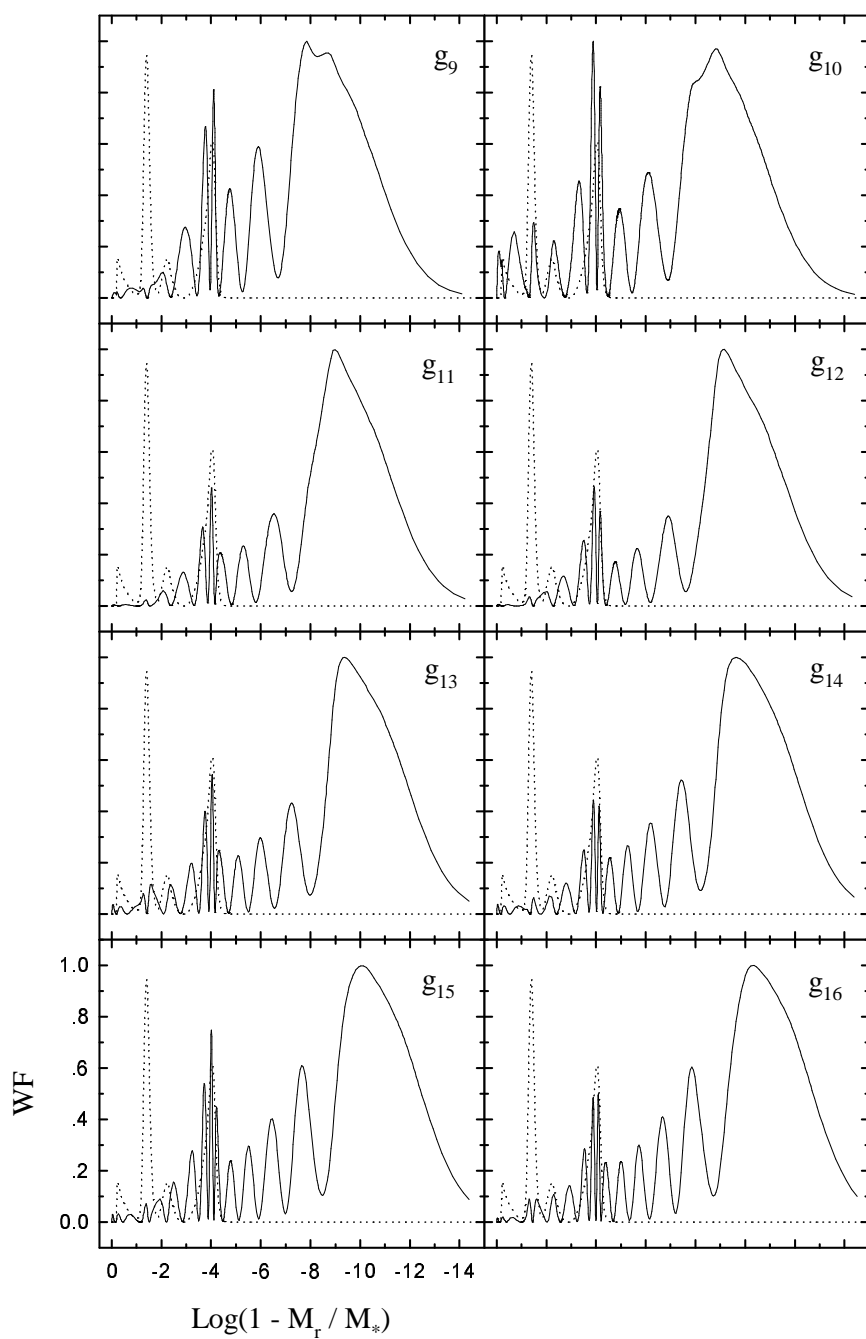 g₉
g₁₀
g₁₁
g₁₂
g₁₃
g₁₄
g₁₅
g₁₆
WF
1.0
.8
.6
.4
.2
0.0
0 -2 -4 -6 -8 -10 -12 -14
Log(1 - Mᵣ / M*)